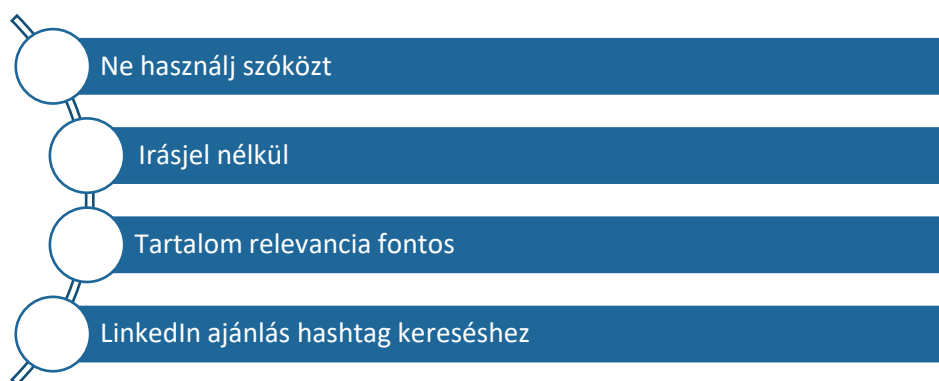 Ne használj szóközt
Irásjel nélkül
Tartalom relevancia fontos
LinkedIn ajánlás hashtag kereséshez